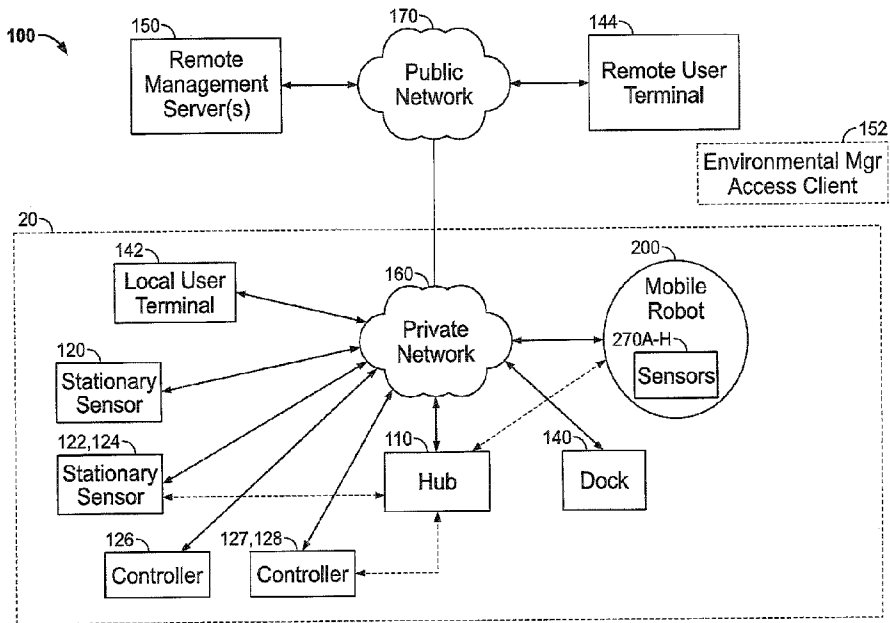 100
150
Remote
Management
Server(s)
170
Public
Network
144
Remote User
Terminal
152
Environmental Mgr
Access Client
20
142
Local User
Terminal
160
Private
Network
200
Mobile
Robot
270A-H
Sensors
120
Stationary
Sensor
122,124
Stationary
Sensor
110
Hub
140
Dock
126
Controller
127,128
Controller